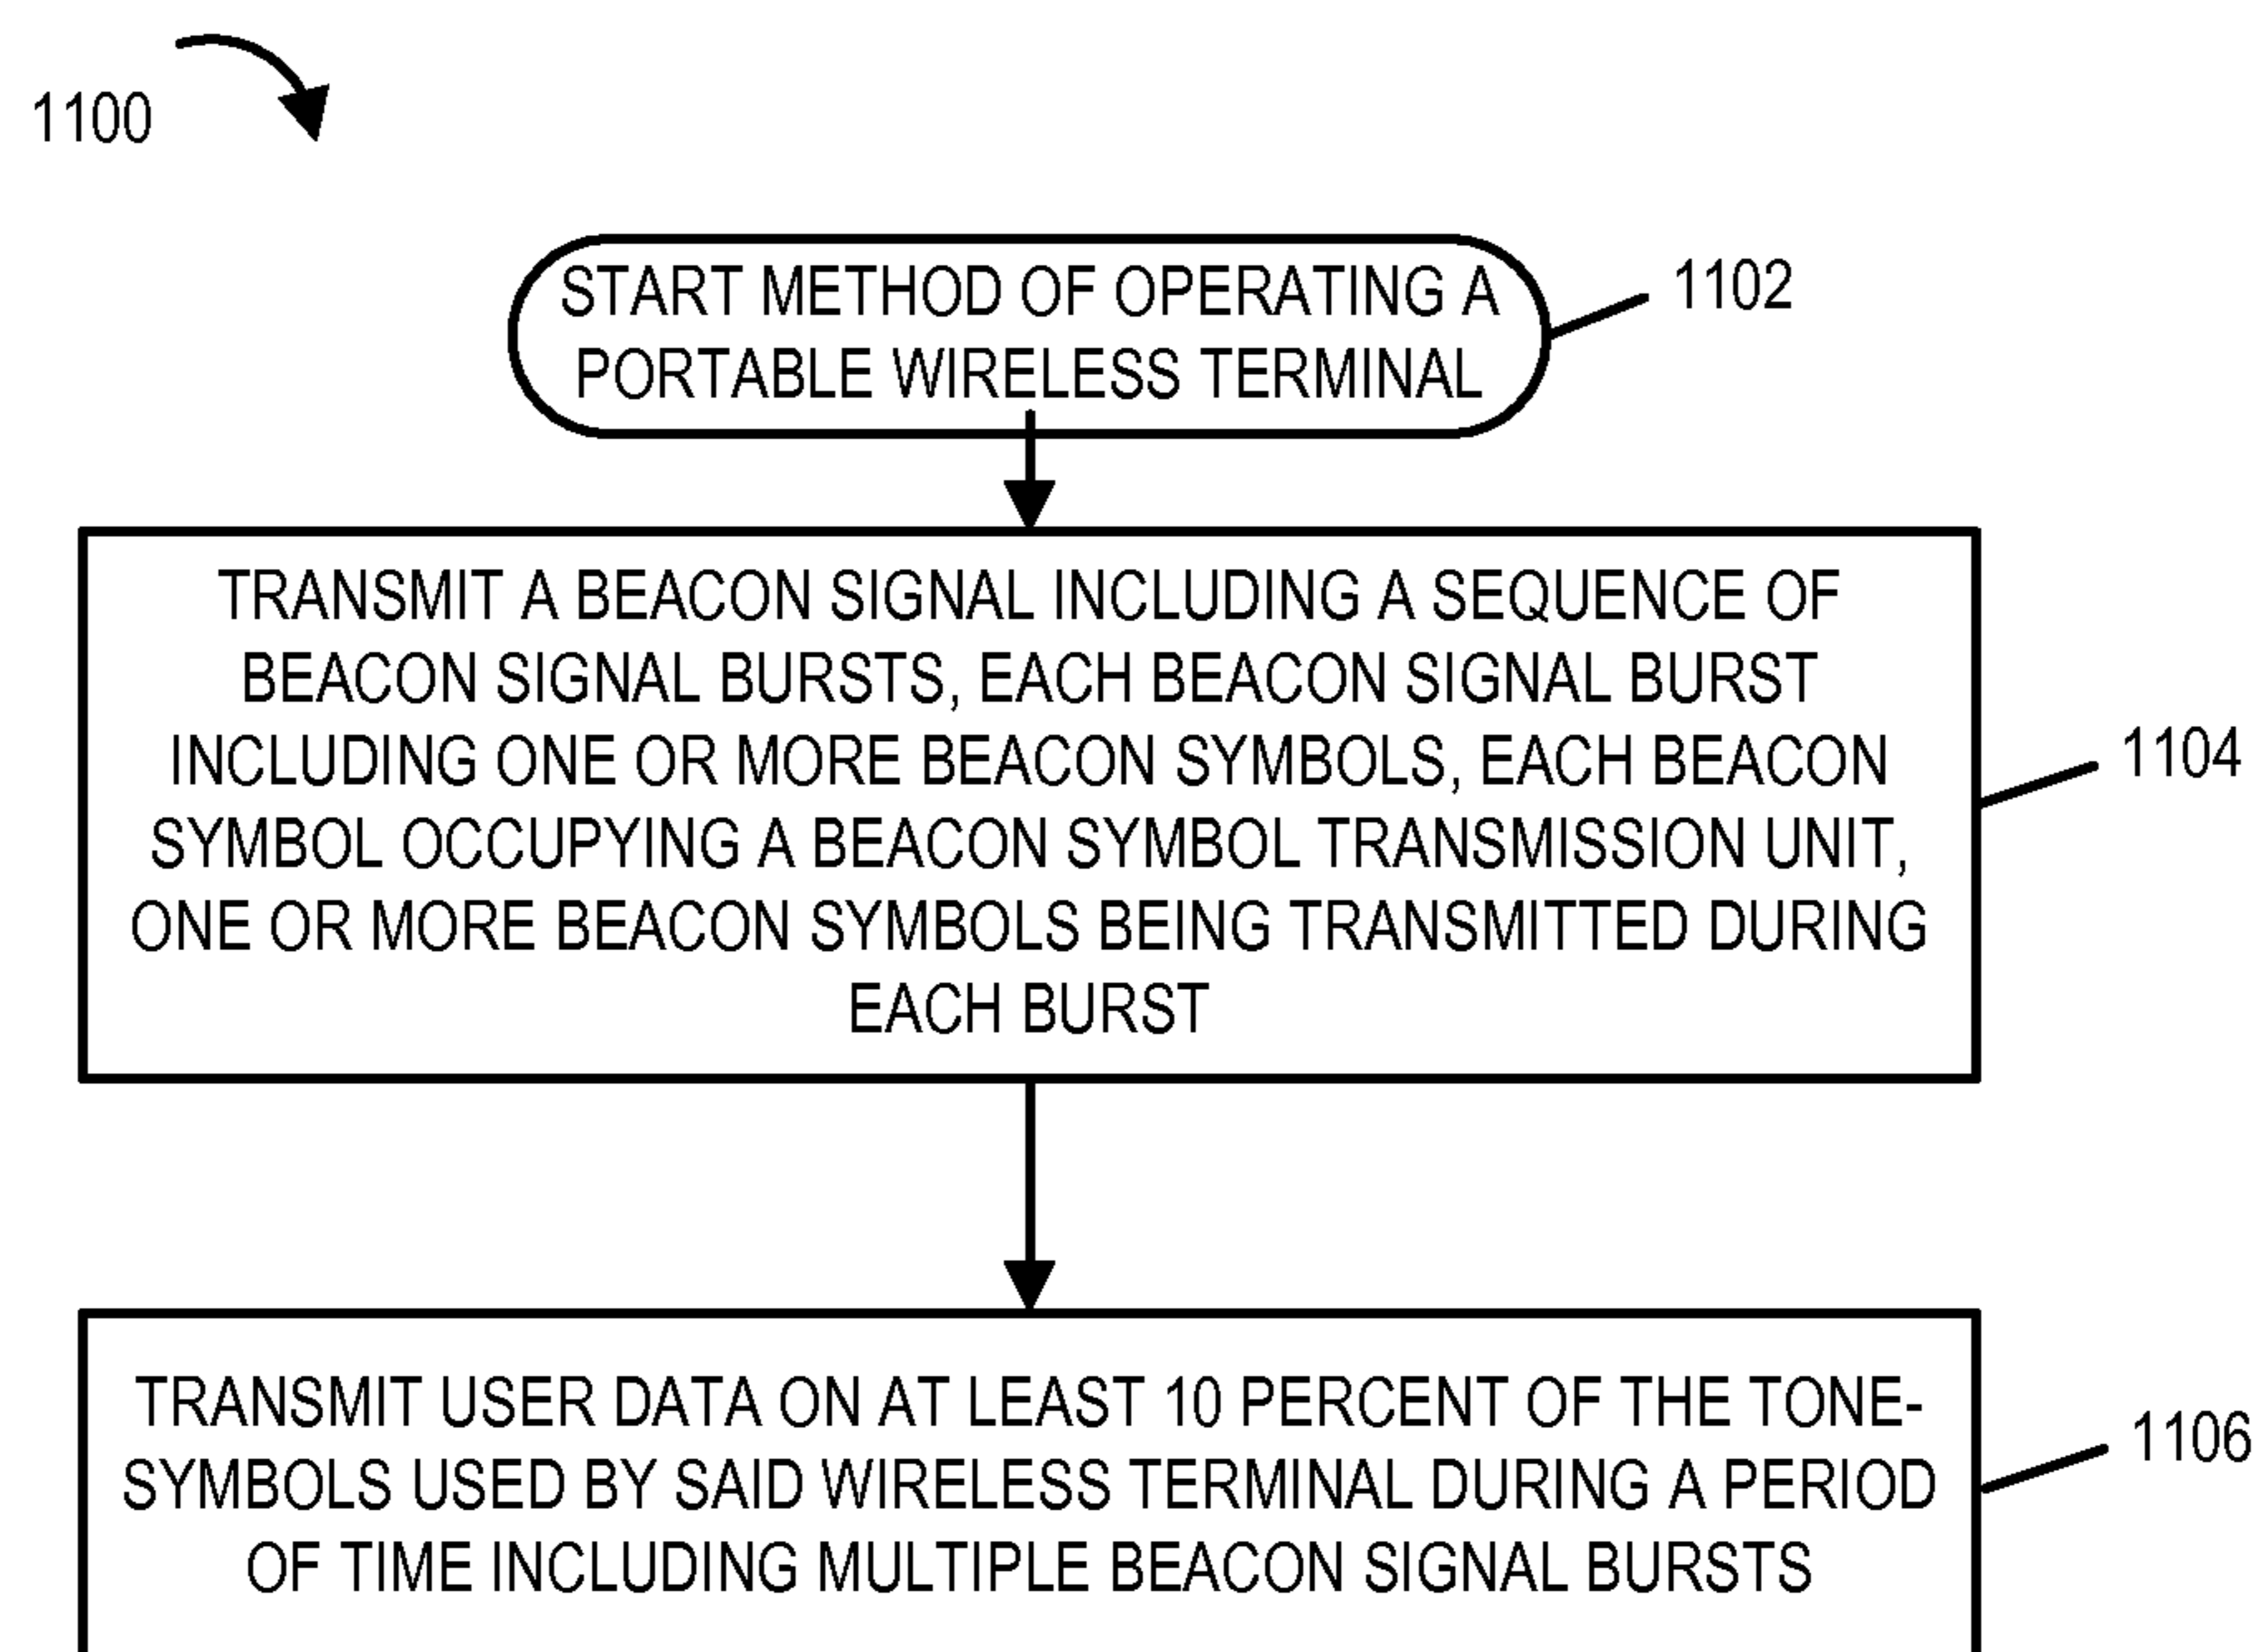 1100
START METHOD OF OPERATING A
PORTABLE WIRELESS TERMINAL
1102
TRANSMIT A BEACON SIGNAL INCLUDING A SEQUENCE OF
BEACON SIGNAL BURSTS, EACH BEACON SIGNAL BURST
INCLUDING ONE OR MORE BEACON SYMBOLS, EACH BEACON
SYMBOL OCCUPYING A BEACON SYMBOL TRANSMISSION UNIT,
ONE OR MORE BEACON SYMBOLS BEING TRANSMITTED DURING
EACH BURST
1104
TRANSMIT USER DATA ON AT LEAST 10 PERCENT OF THE TONE-
SYMBOLS USED BY SAID WIRELESS TERMINAL DURING A PERIOD
OF TIME INCLUDING MULTIPLE BEACON SIGNAL BURSTS
1106